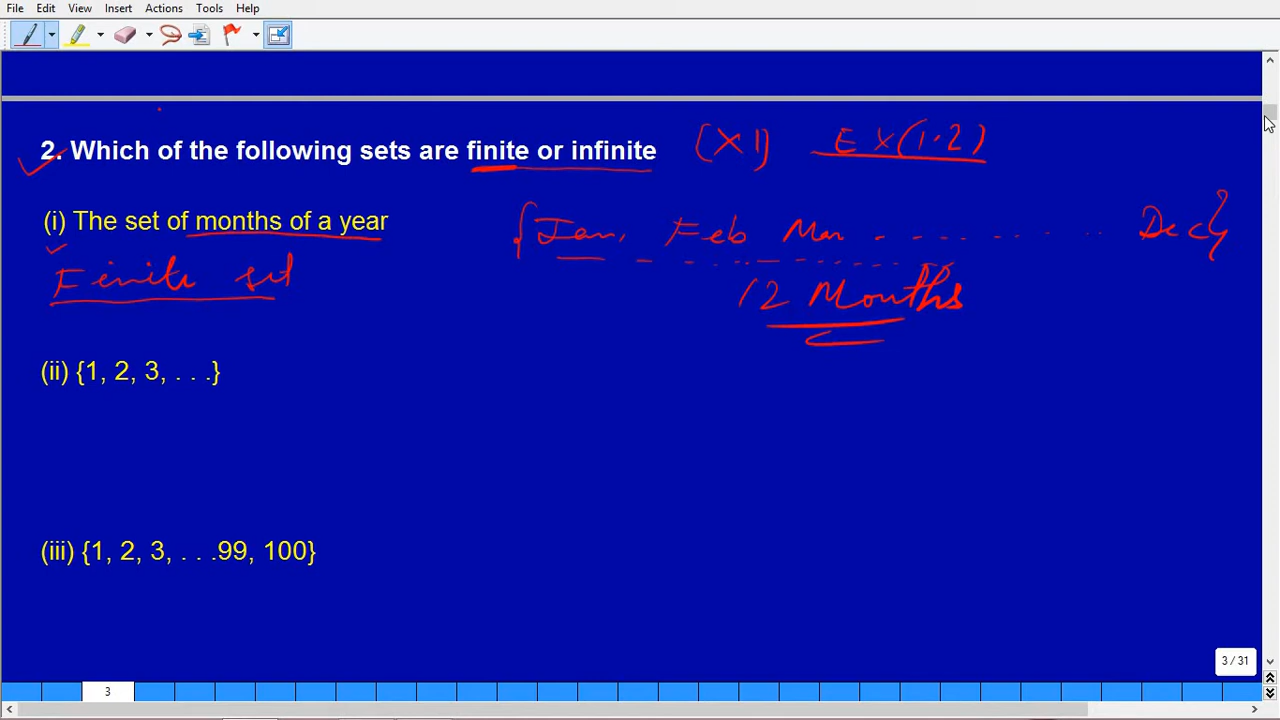 File Edit View Insert Actions Tools Help
2. Which of the following sets are finite or infinite (XI) EX(1.2)
(i) The set of months of a year {Jan, Feb Mar .......... Dec}
Finite set
12 Months
(ii) {1, 2, 3, . . .}
(iii) {1, 2, 3, . . .99, 100}
3 / 31
3